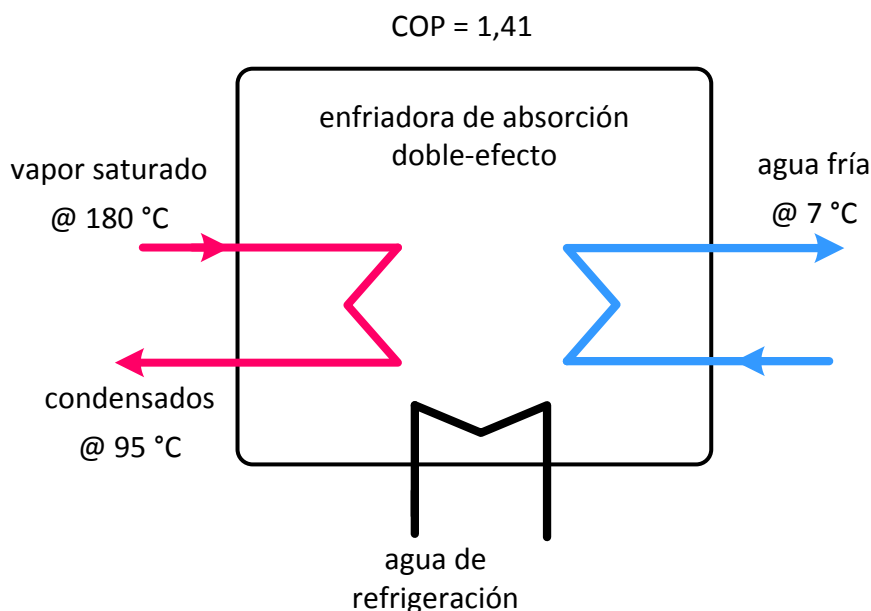 COP = 1,41
enfriadora de absorción
doble-efecto
vapor saturado
@ 180 °C
agua fría
@ 7 °C
condensados
@ 95 °C
agua de
refrigeración